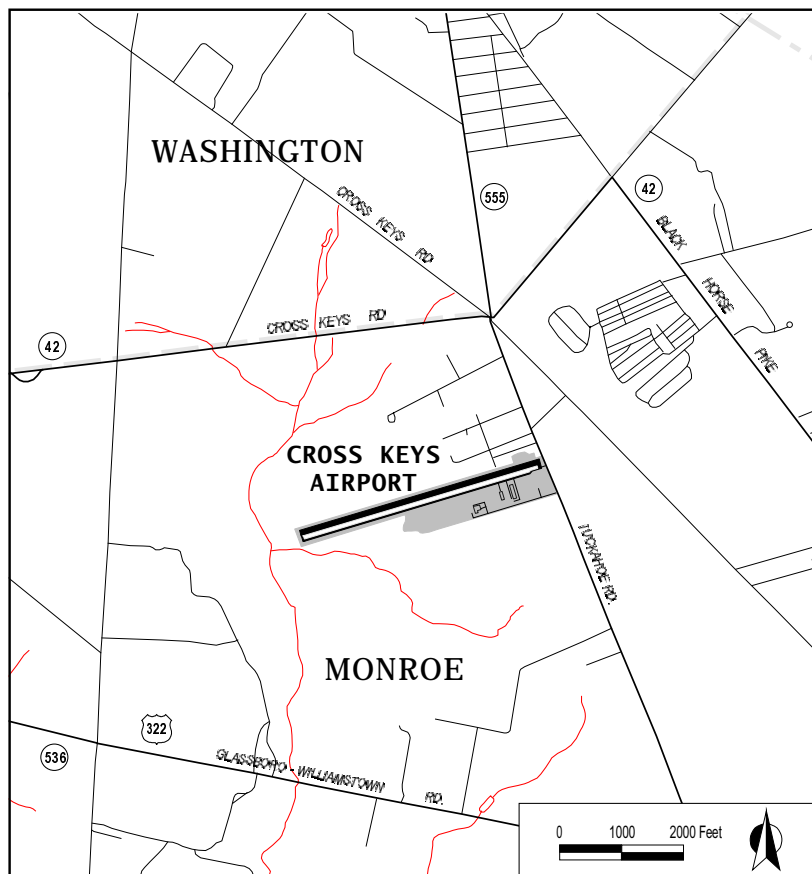 WASHINGTON
CROSS KEYS RD
555
42
BLACK HORSE PIKE
CROSS KEYS RD
42
CROSS KEYS
AIRPORT
TUCKAHOE RD.
MONROE
322
536
GLASSBORO - WILLIAMSTOWN RD.
0 1000 2000 Feet